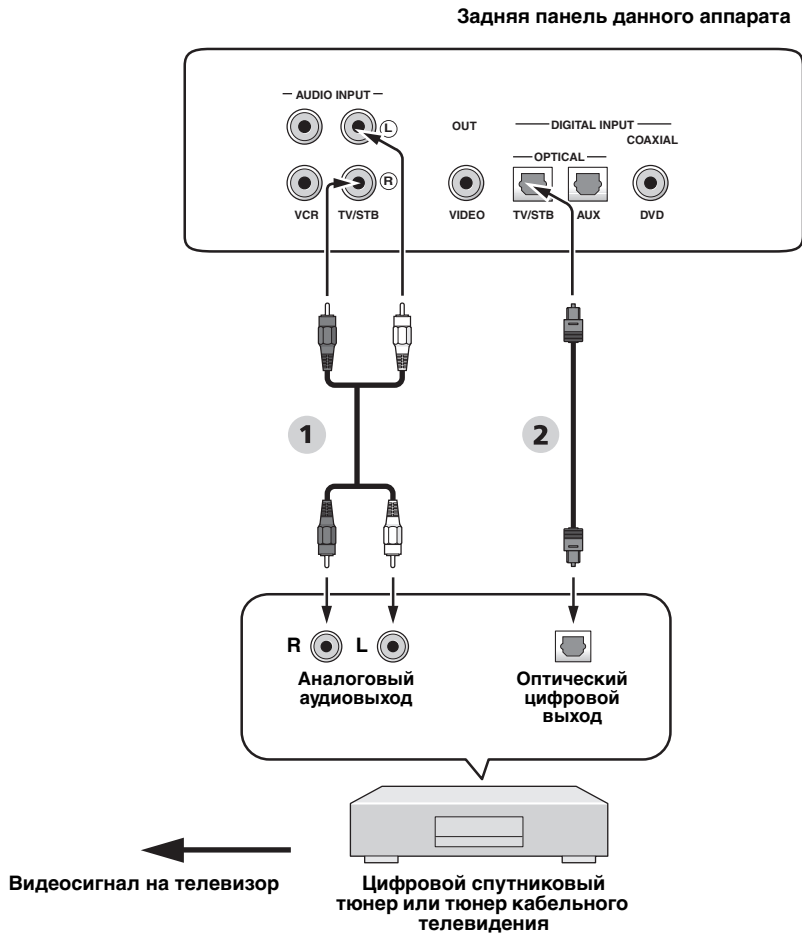 Задняя панель данного аппарата
AUDIO INPUT
L
R
VCR
TV/STB
OUT
VIDEO
DIGITAL INPUT
COAXIAL
OPTICAL
TV/STB
AUX
DVD
1
2
R
L
Аналоговый
аудиовыход
Оптический
цифровой
выход
Видеосигнал на телевизор
Цифровой спутниковый
тюнер или тюнер кабельного
телевидения